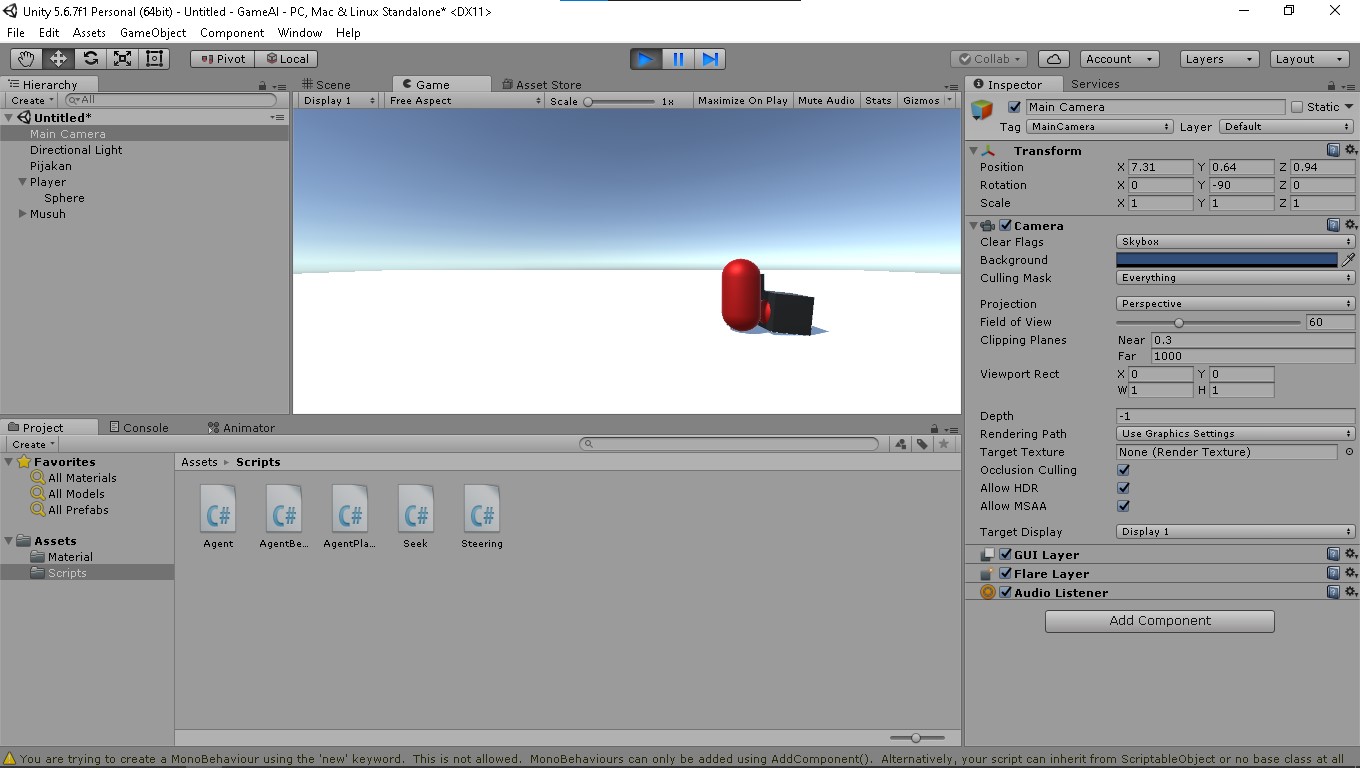 Unity 5.6.7f1 Personal (64bit) - Untitled - GameAI - PC, Mac & Linux Standalone* <DX11>
File Edit Assets GameObject Component Window Help
Pivot Local Collab Account Layers Layout
Hierarchy
Create All
Untitled*
Main Camera
Directional Light
Pijakan
Player
Sphere
Musuh
Scene Game Asset Store
Display 1 Free Aspect Scale 1x Maximize On Play Mute Audio Stats Gizmos
Inspector Services
Main Camera Static
Tag MainCamera Layer Default
Transform
Position X 7.31 Y 0.64 Z 0.94
Rotation X 0 Y -90 Z 0
Scale X 1 Y 1 Z 1
Camera
Clear Flags Skybox
Background
Culling Mask Everything
Projection Perspective
Field of View 60
Clipping Planes Near 0.3
Far 1000
Viewport Rect X 0 Y 0
W 1 H 1
Depth -1
Rendering Path Use Graphics Settings
Target Texture None (Render Texture)
Occlusion Culling
Allow HDR
Allow MSAA
Target Display Display 1
GUI Layer
Flare Layer
Audio Listener
Add Component
Project Console Animator
Create
Favorites
All Materials
All Models
All Prefabs
Assets
Material
Scripts
Assets Scripts
C# C# C# C# C#
Agent AgentBe... AgentPla... Seek Steering
You are trying to create a MonoBehaviour using the 'new' keyword. This is not allowed. MonoBehaviours can only be added using AddComponent(). Alternatively, your script can inherit from ScriptableObject or no base class at all